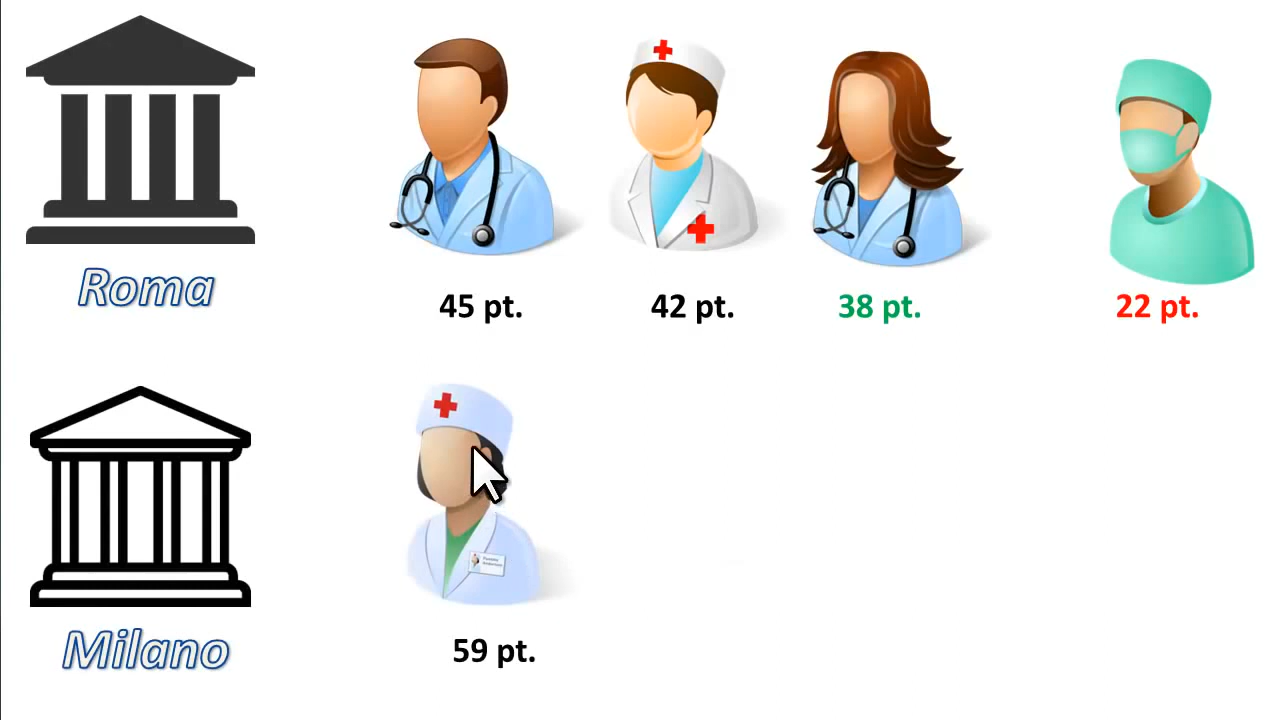 Roma
45 pt.
42 pt.
38 pt.
22 pt.
Milano
59 pt.